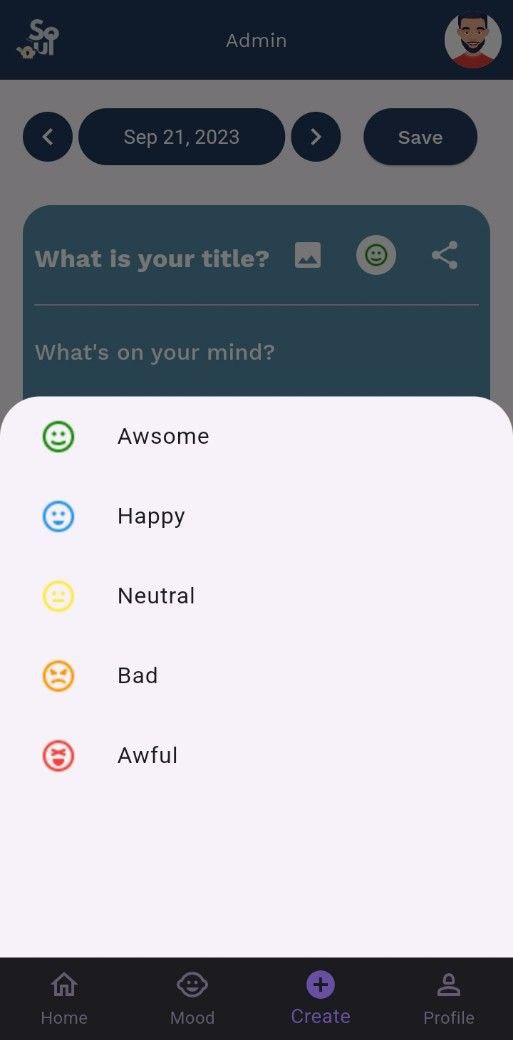 So
ul
Admin
Sep 21, 2023
Save
What is your title?
What's on your mind?
Awsome
Happy
Neutral
Bad
Awful
Home
Mood
Create
Profile